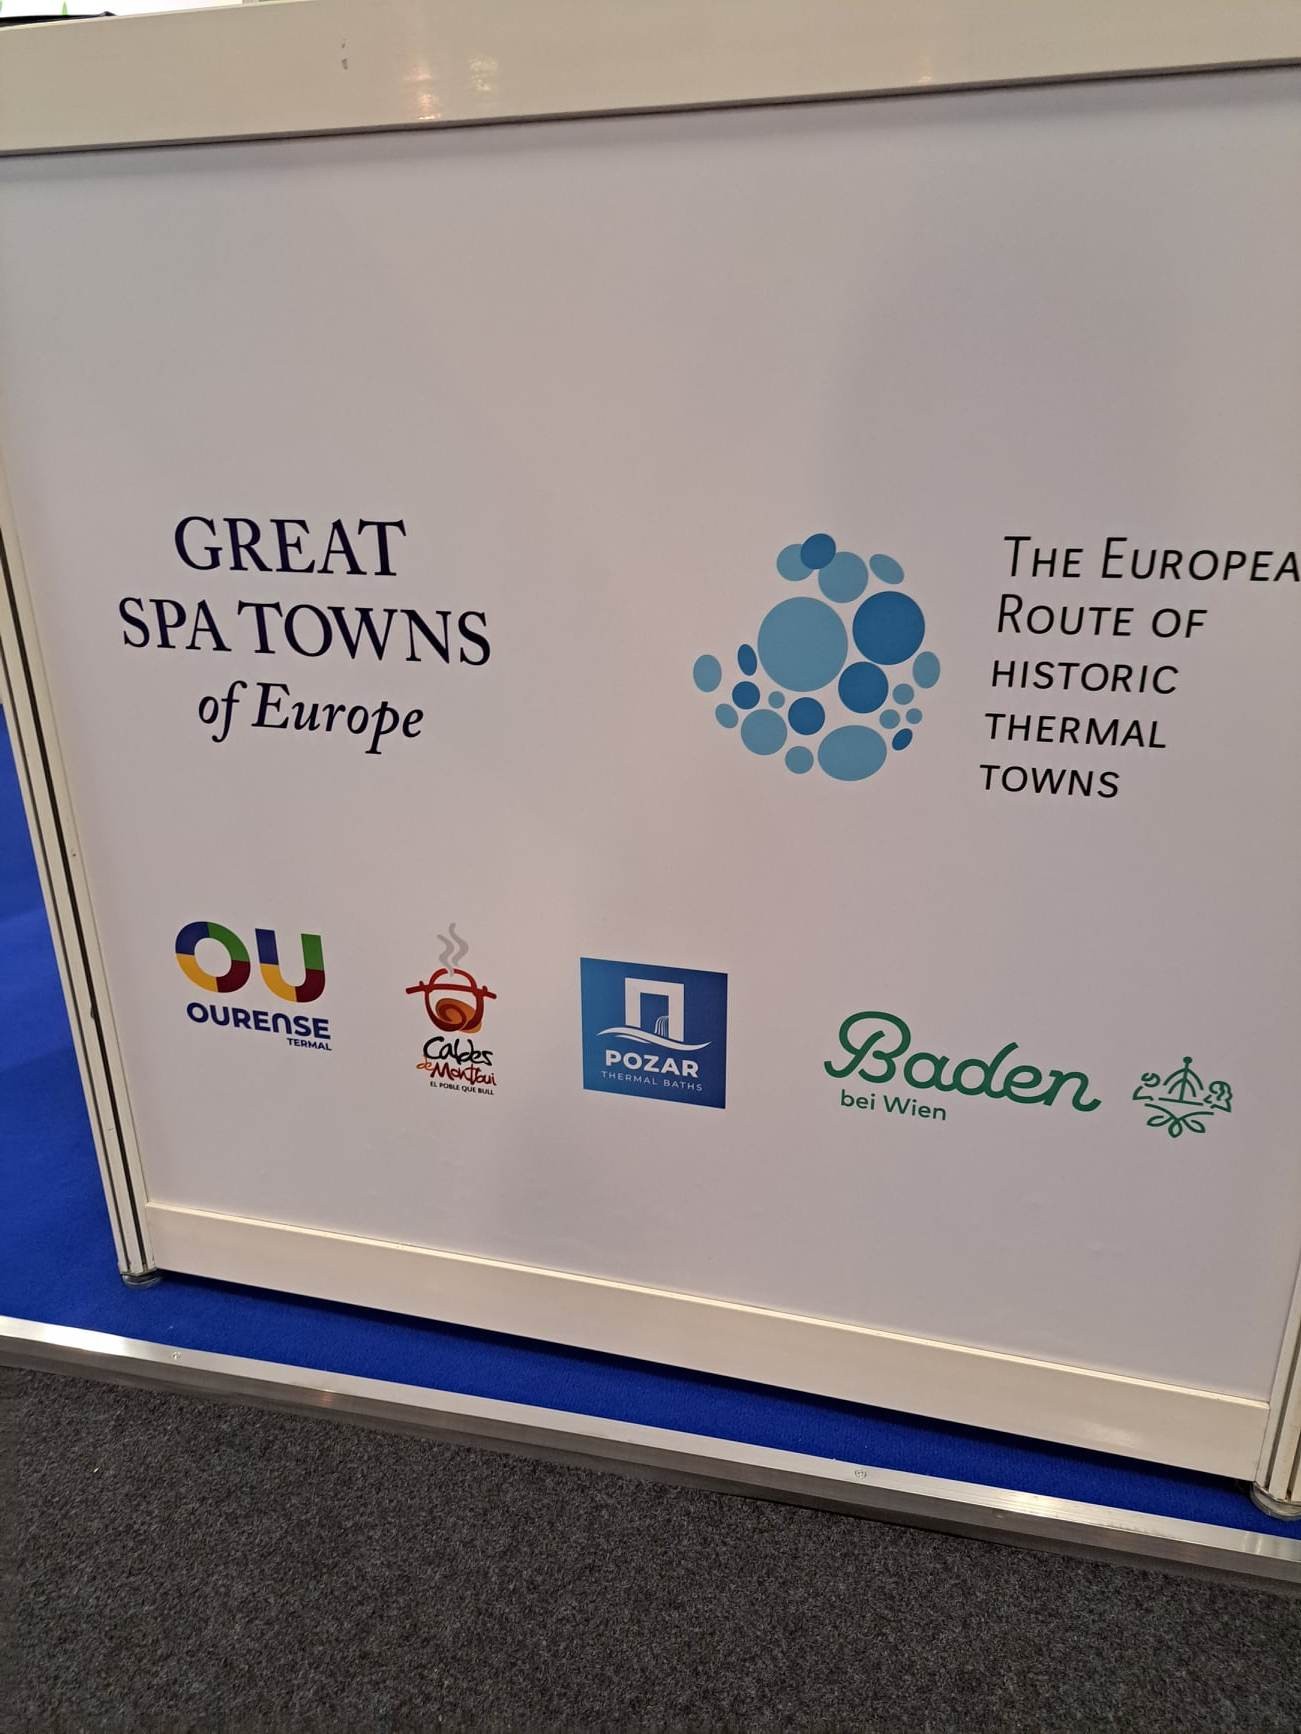 GREAT
SPA TOWNS
of Europe
THE EUROPEA
ROUTE OF
HISTORIC
THERMAL
TOWNS
OU
OURENSE
TERMAL
Caldes
de Montbui
EL POBLE QUE BULL
POZAR
THERMAL BATHS
Baden
bei Wien